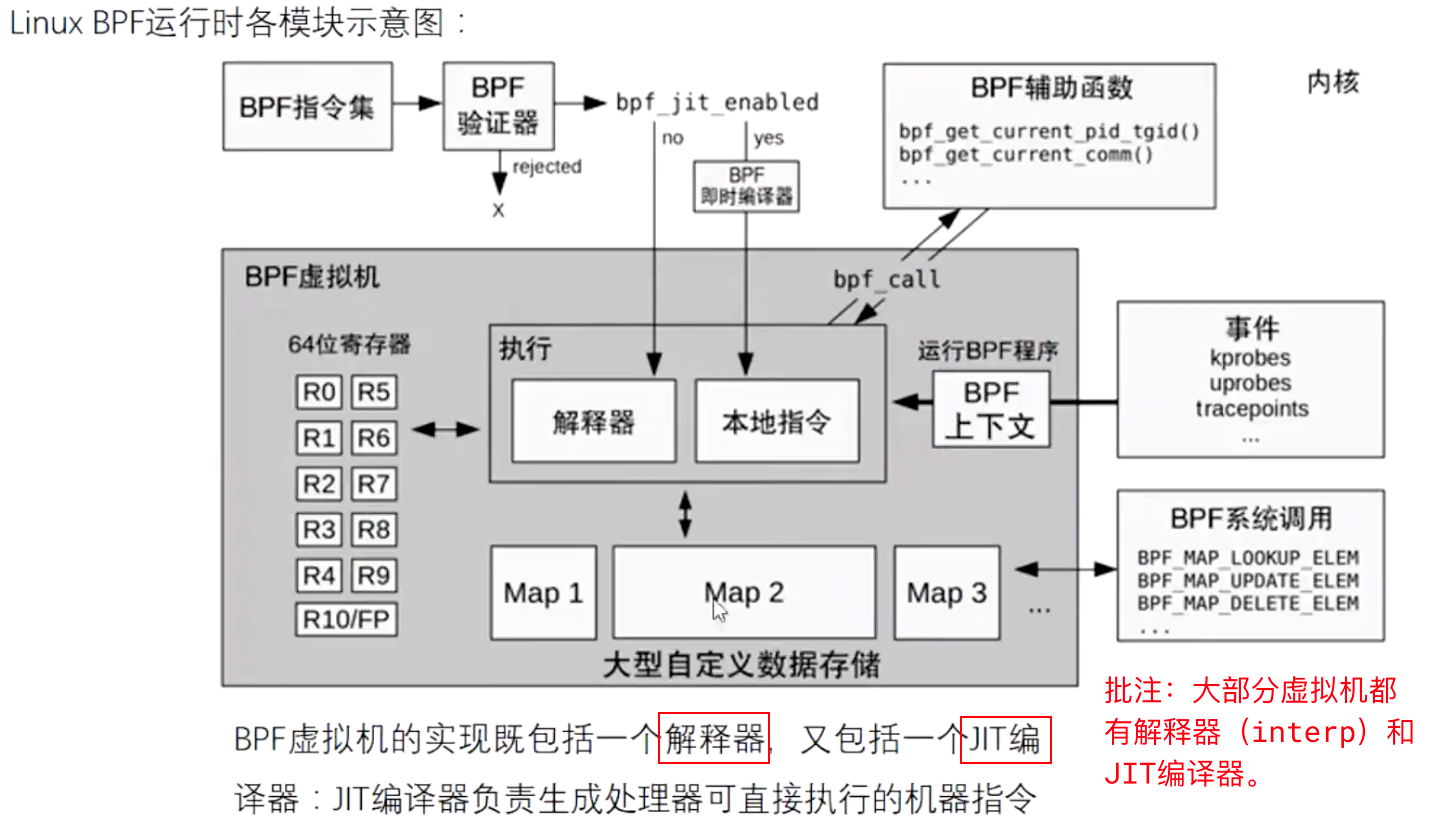 Linux BPF运行时各模块示意图：
BPF指令集
BPF
验证器
rejected
X
bpf_jit_enabled
no
yes
BPF
即时编译器
BPF辅助函数
bpf_get_current_pid_tgid()
bpf_get_current_comm()
...
内核
BPF虚拟机
bpf_call
64位寄存器
R0 R5
R1 R6
R2 R7
R3 R8
R4 R9
R10/FP
执行
解释器
本地指令
运行BPF程序
BPF
上下文
事件
kprobes
uprobes
tracepoints
...
Map 1
Map 2
Map 3
...
大型自定义数据存储
BPF系统调用
BPF_MAP_LOOKUP_ELEM
BPF_MAP_UPDATE_ELEM
BPF_MAP_DELETE_ELEM
...
BPF虚拟机的实现既包括一个解释器，又包括一个JIT编
译器：JIT编译器负责生成处理器可直接执行的机器指令
批注：大部分虚拟机都
有解释器（interp）和
JIT编译器。